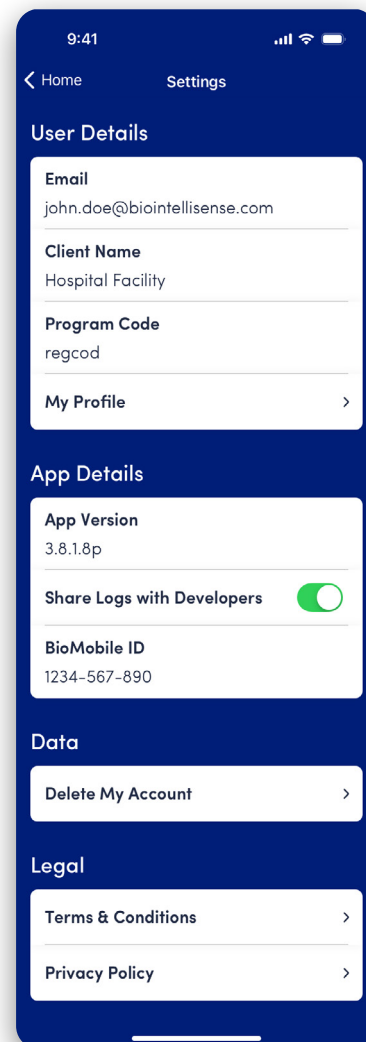 9:41
Home
Settings
User Details
Email
john.doe@biointellisense.com
Client Name
Hospital Facility
Program Code
regcod
My Profile
App Details
App Version
3.8.1.8p
Share Logs with Developers
BioMobile ID
1234-567-890
Data
Delete My Account
Legal
Terms & Conditions
Privacy Policy